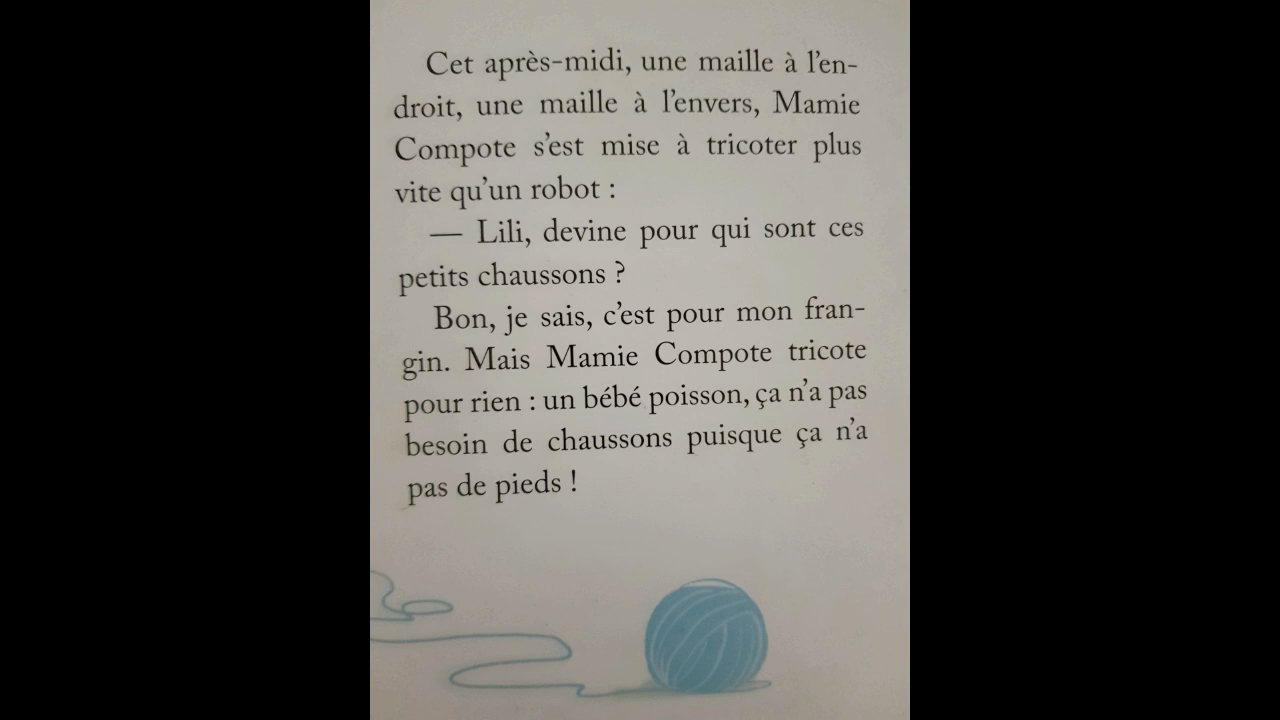 Cet après-midi, une maille à l'en-
droit, une maille à l'envers, Mamie
Compote s'est mise à tricoter plus
vite qu'un robot :
— Lili, devine pour qui sont ces
petits chaussons ?
Bon, je sais, c'est pour mon fran-
gin. Mais Mamie Compote tricote
pour rien : un bébé poisson, ça n'a pas
besoin de chaussons puisque ça n'a
pas de pieds !